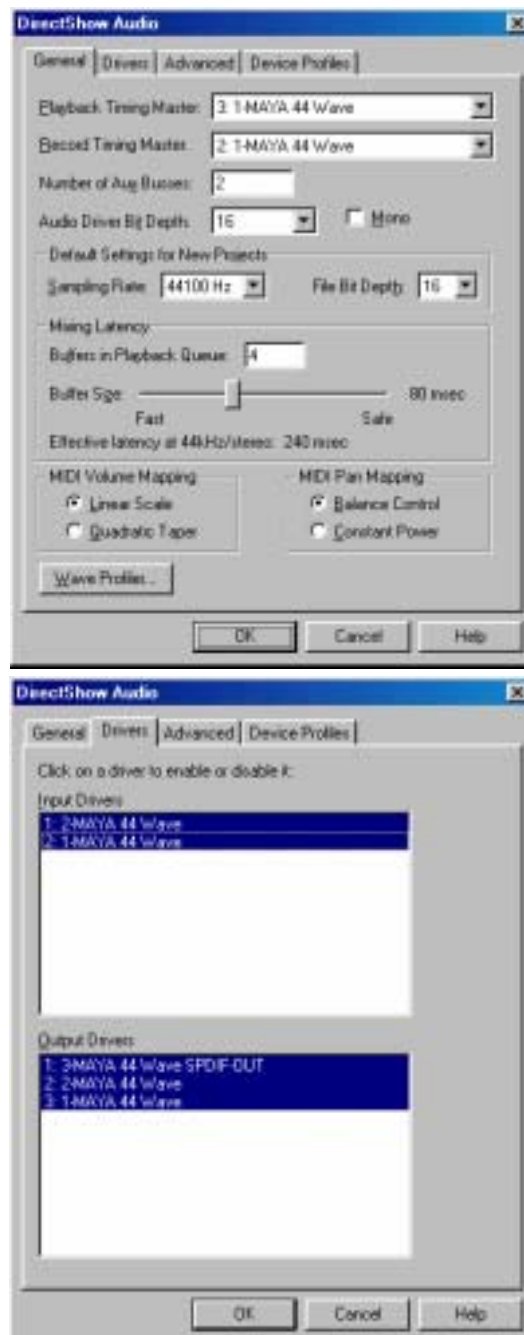 DirectShow Audio
General Drivers Advanced Device Profiles
Playback Timing Master: 3: 1-MAYA 44 Wave
Record Timing Master: 2: 1-MAYA 44 Wave
Number of Aux Busses: 2
Audio Driver Bit Depth: 16 Mono
Default Settings for New Projects
Sampling Rate: 44100 Hz File Bit Depth: 16
Mixing Latency
Buffers in Playback Queue: 4
Buffer Size: 80 msec
Fast Safe
Effective latency at 44kHz/stereo: 240 msec
MIDI Volume Mapping MIDI Pan Mapping
Linear Scale Balance Control
Quadratic Taper Constant Power
Wave Profiler...
OK Cancel Help
DirectShow Audio
General Drivers Advanced Device Profiles
Click on a driver to enable or disable it:
Input Drivers
1: 2-MAYA 44 Wave
2: 1-MAYA 44 Wave
Output Drivers
1: 3-MAYA 44 Wave SPDIF-OUT
2: 2-MAYA 44 Wave
3: 1-MAYA 44 Wave
OK Cancel Help